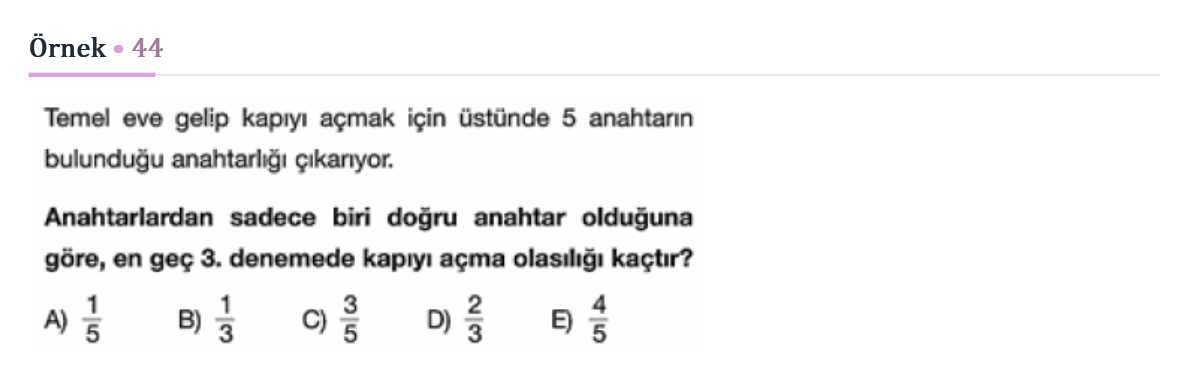 Örnek • 44
Temel eve gelip kapıyı açmak için üstünde 5 anahtarın
bulunduğu anahtarlığı çıkarıyor.
Anahtarlardan sadece biri doğru anahtar olduğuna
göre, en geç 3. denemede kapıyı açma olasılığı kaçtır?
A) 1/5 B) 1/3 C) 3/5 D) 2/3 E) 4/5